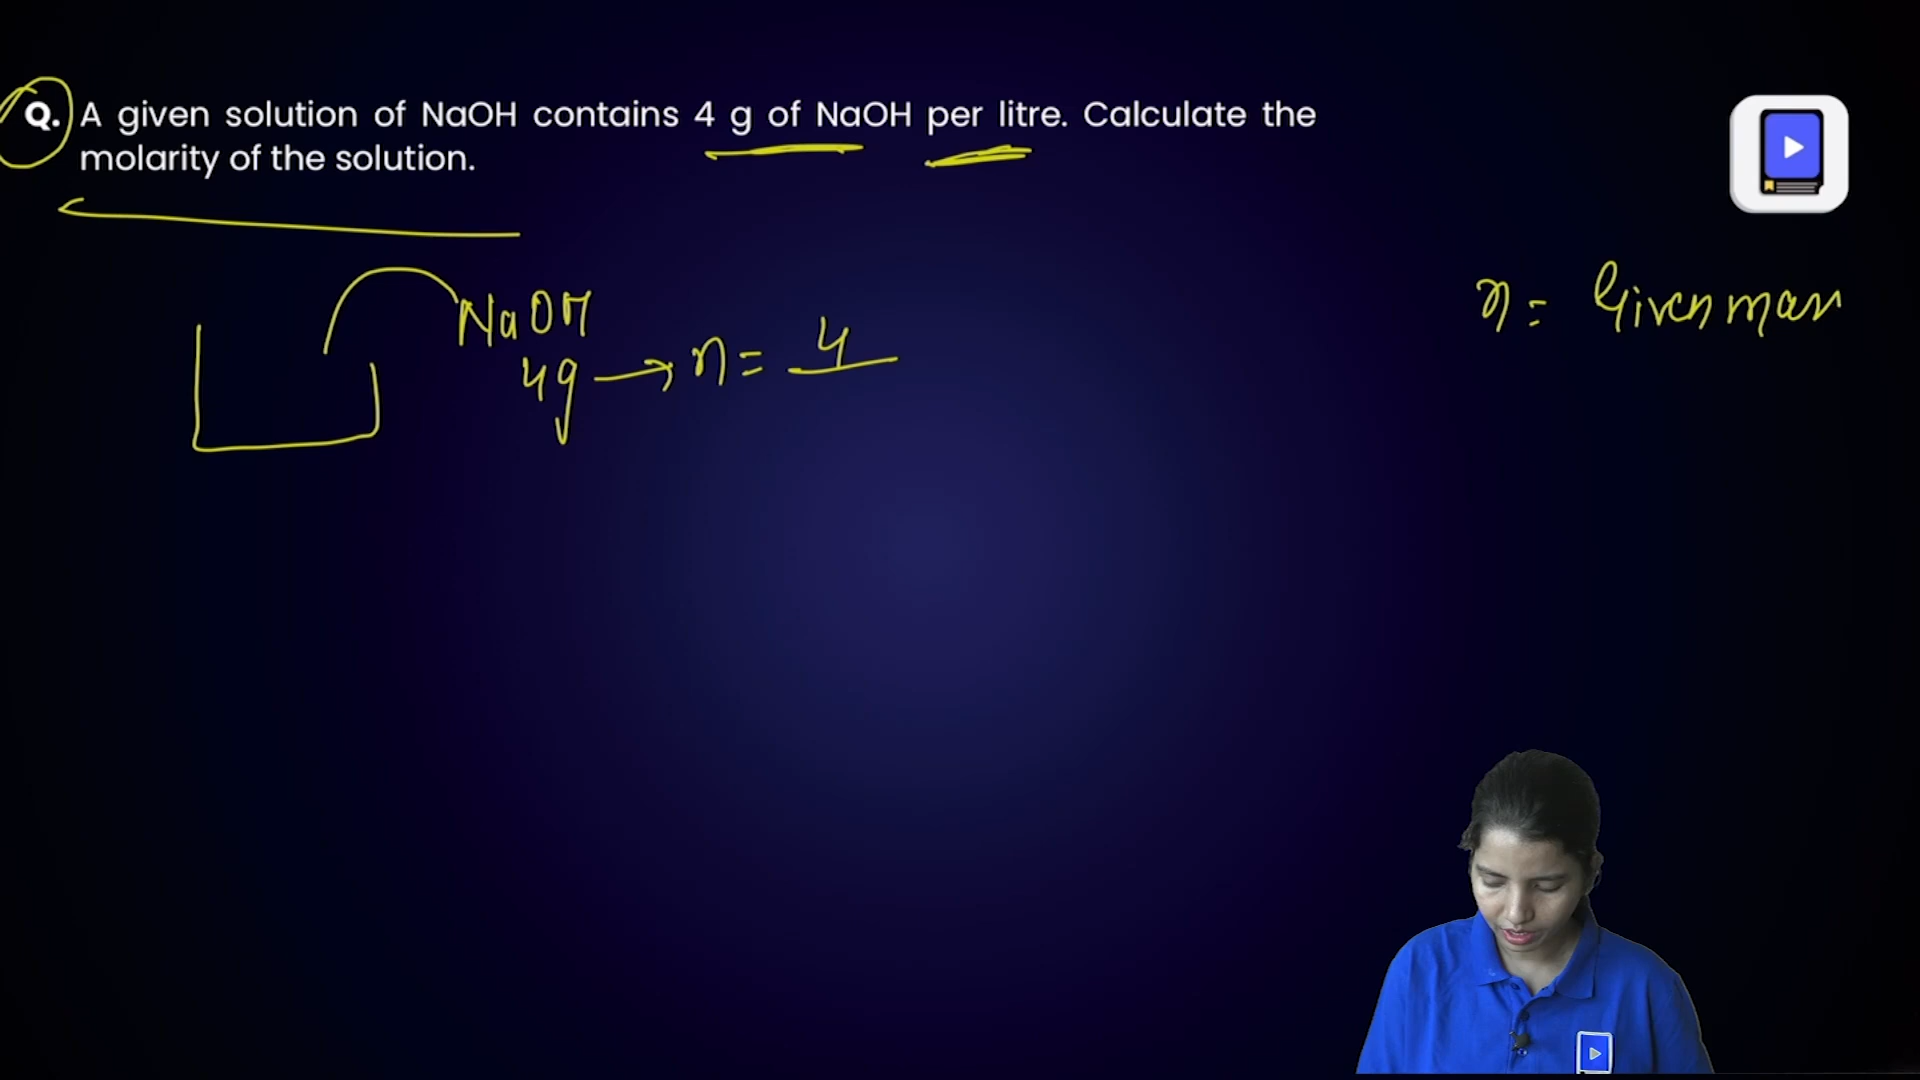 Q. A given solution of NaOH contains 4 g of NaOH per litre. Calculate the
molarity of the solution.
n = Given mass
NaOH
4g → n = 4